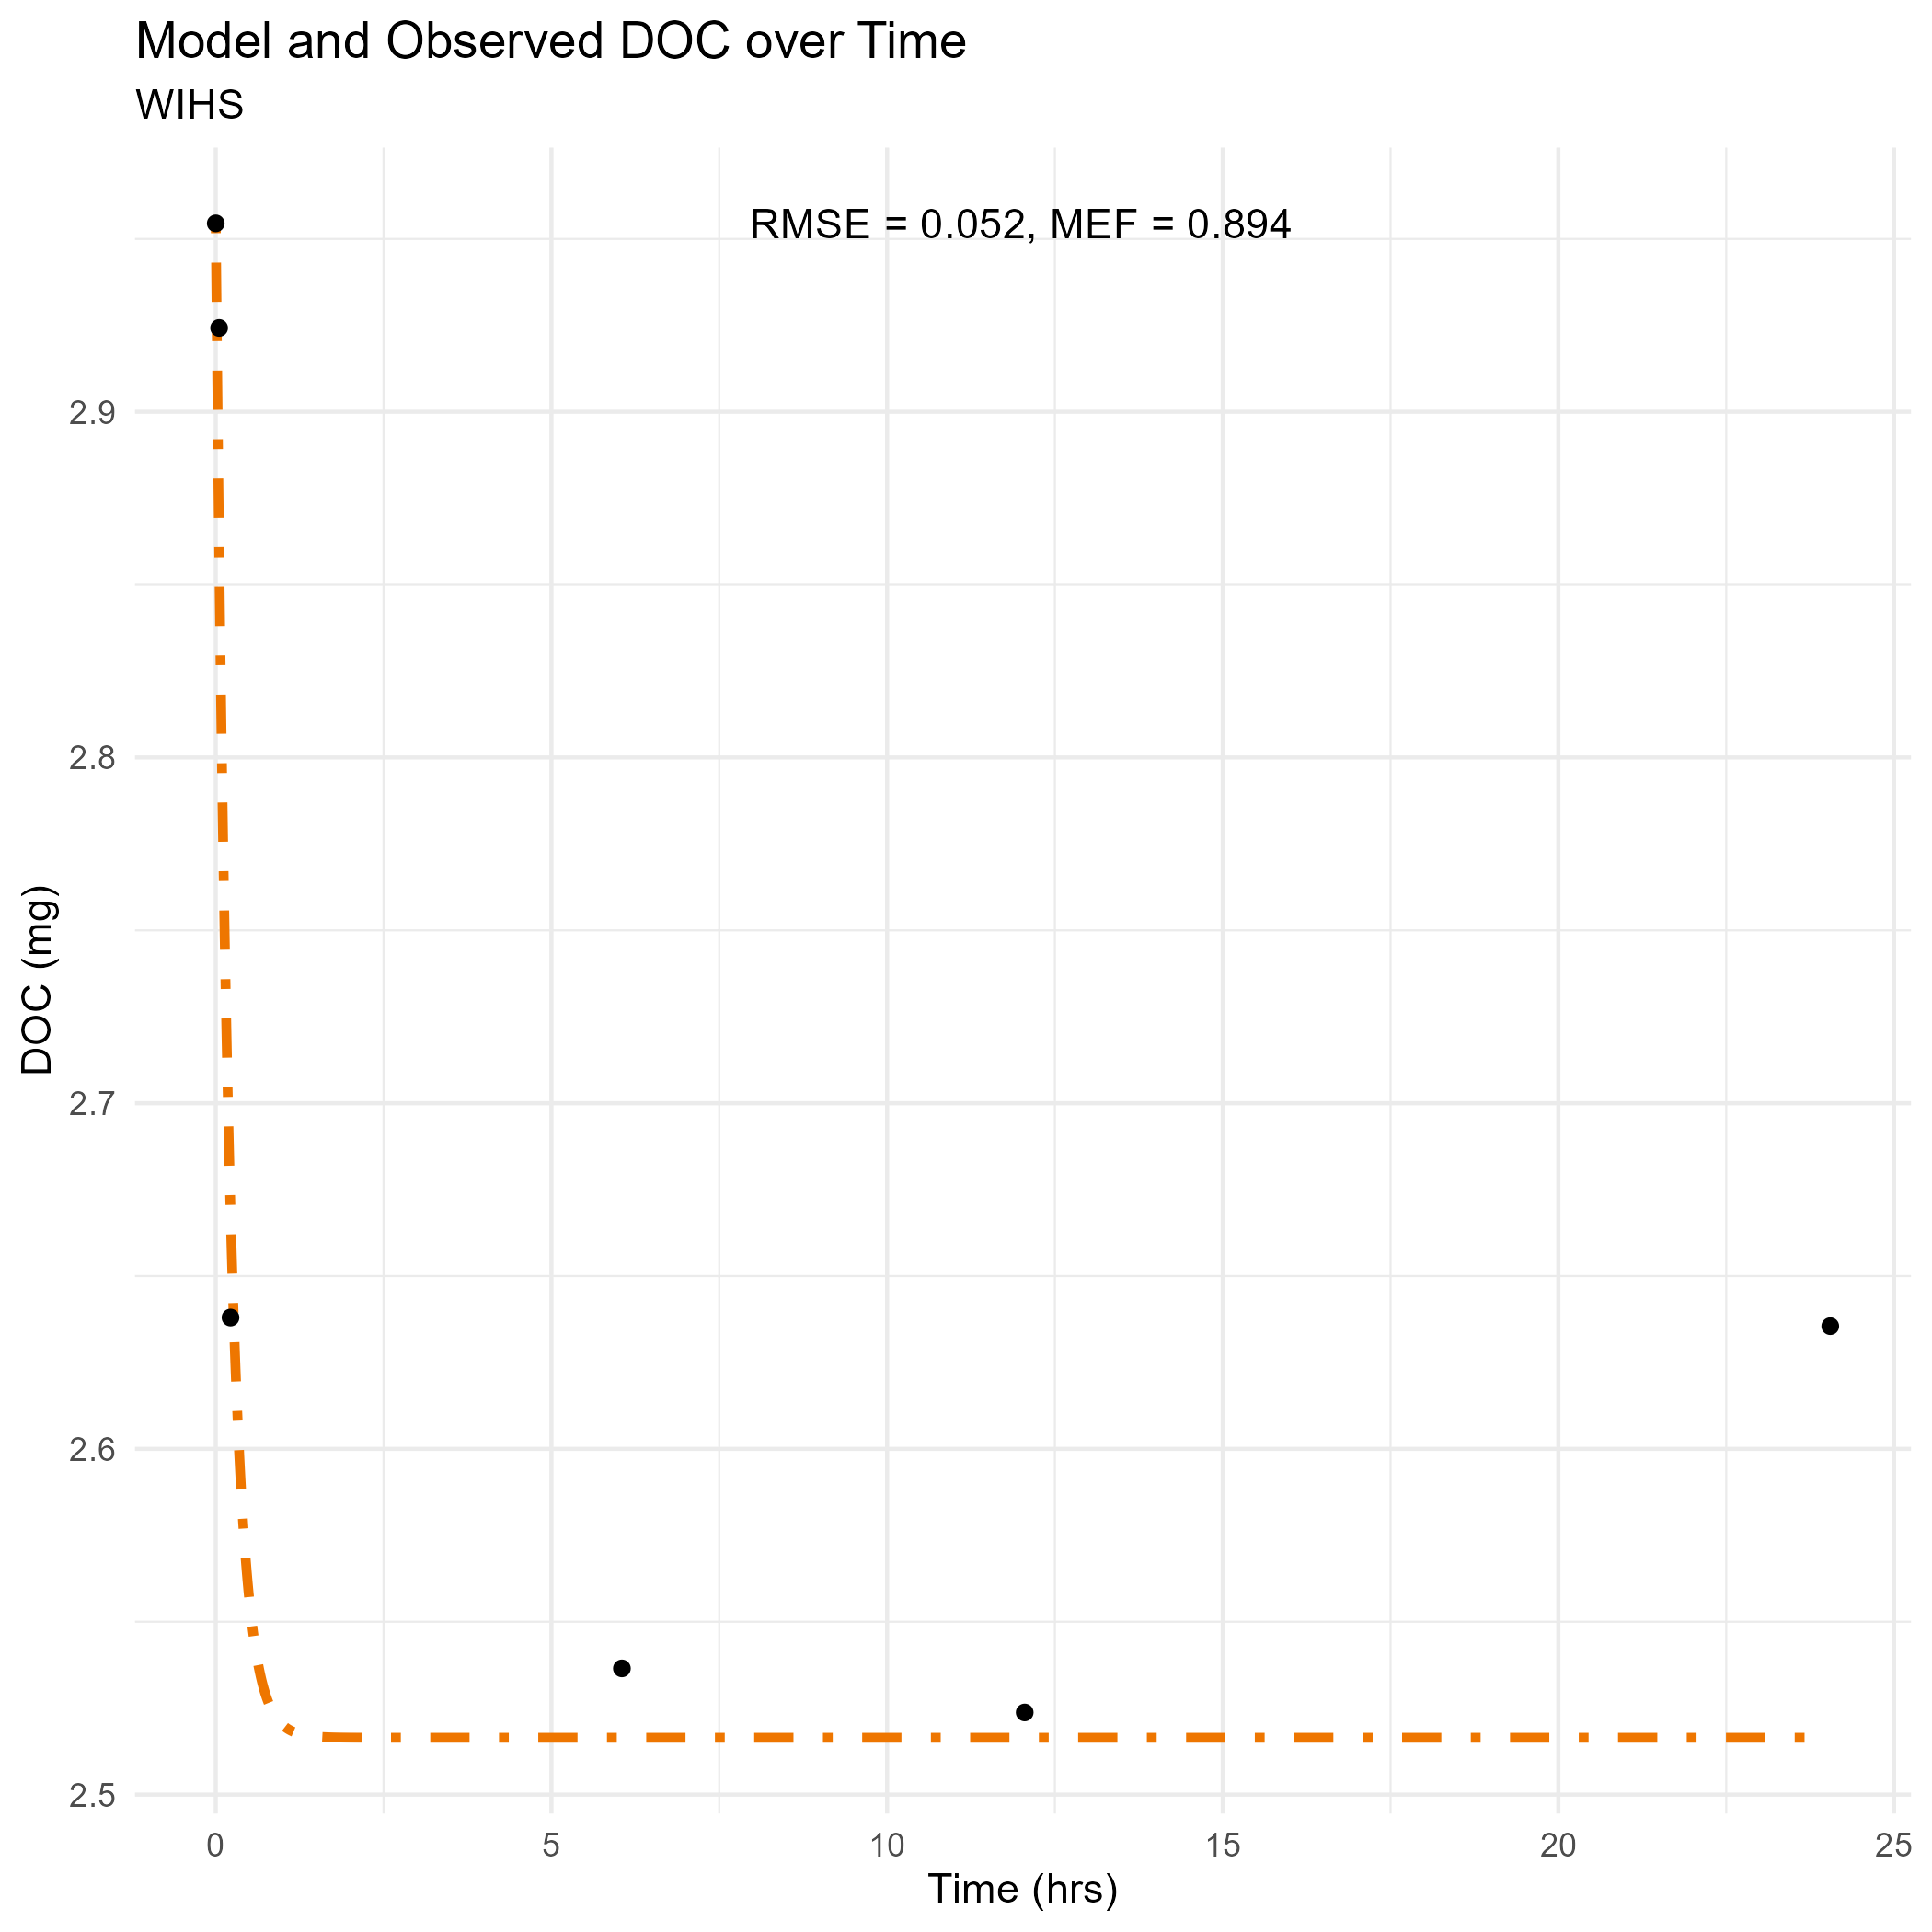 Model and Observed DOC over Time
WIHS
RMSE = 0.052, MEF = 0.894
DOC (mg)
2.9
2.8
2.7
2.6
2.5
0 5 10 15 20 25
Time (hrs)